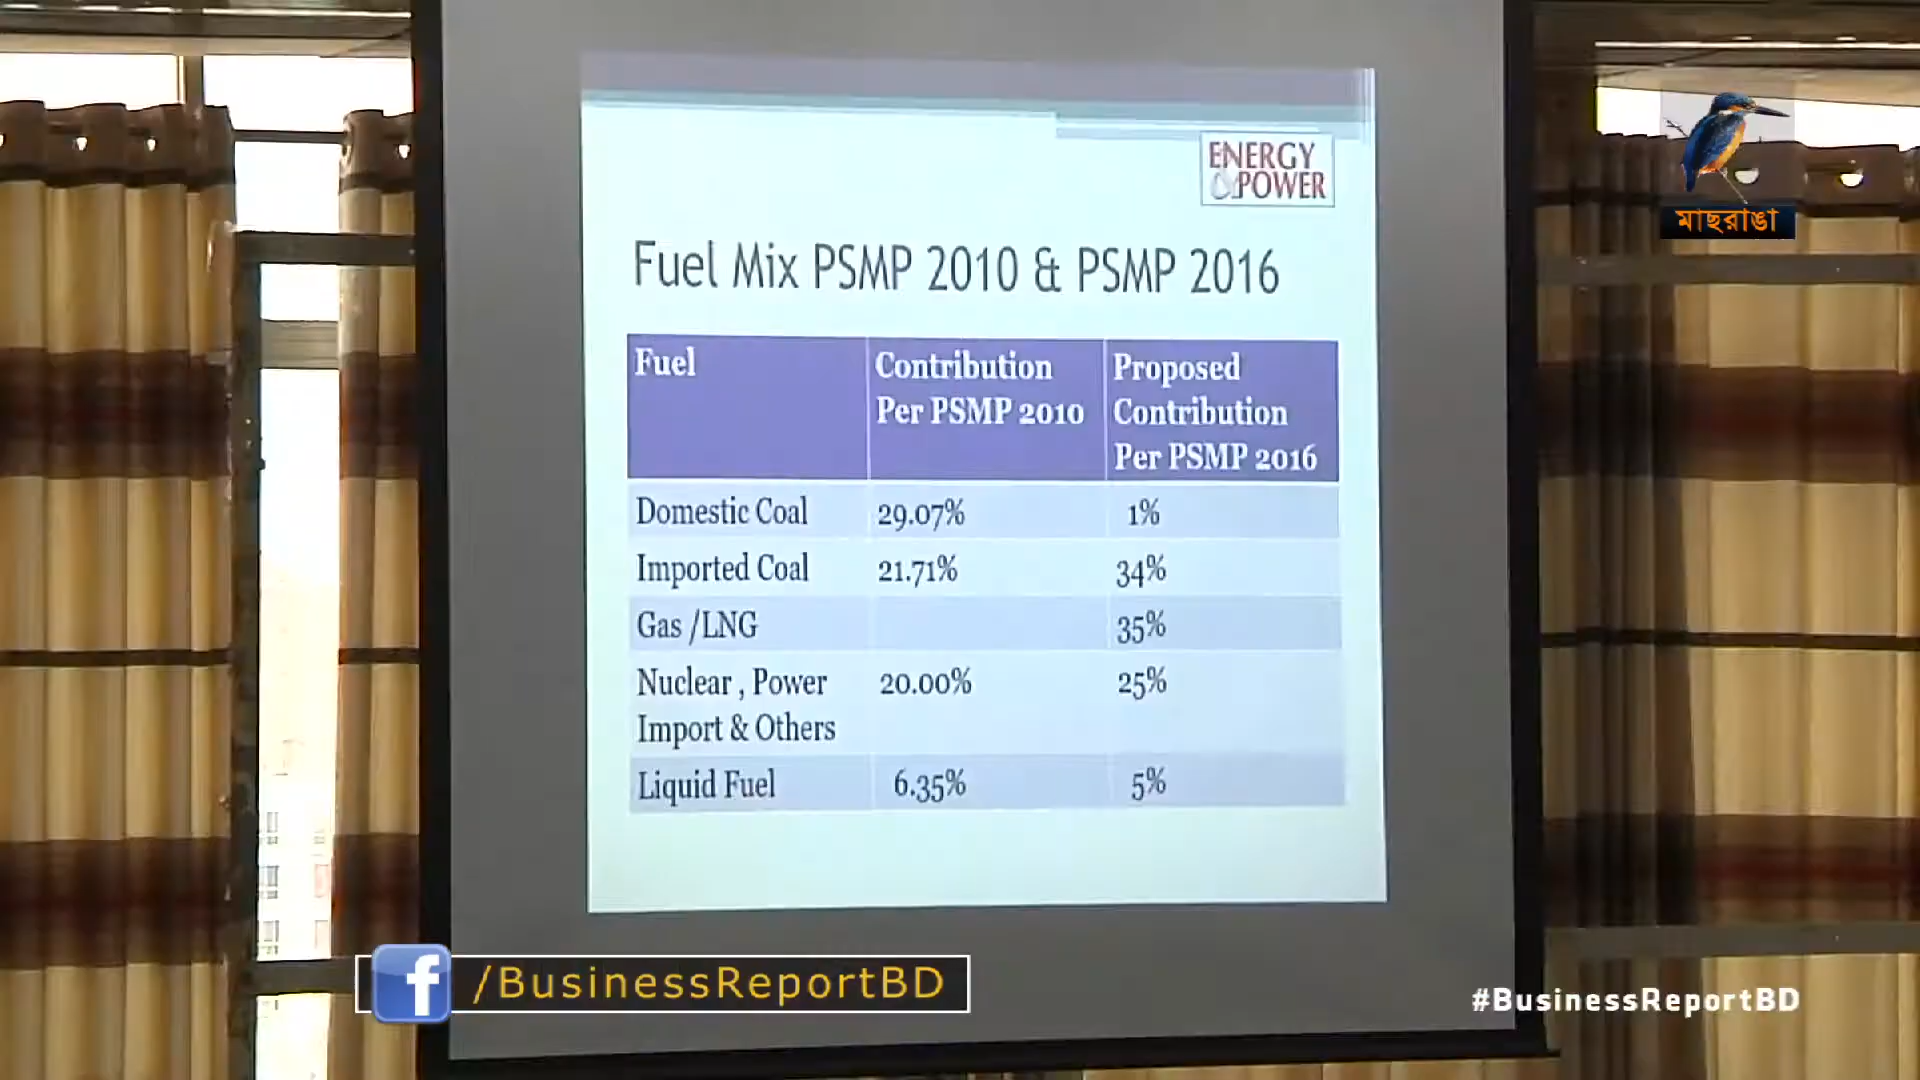 ENERGY
&POWER
মাছরাঙা
Fuel Mix PSMP 2010 & PSMP 2016
Fuel
Contribution
Per PSMP 2010
Proposed
Contribution
Per PSMP 2016
Domestic Coal 29.07% 1%
Imported Coal 21.71% 34%
Gas /LNG 35%
Nuclear , Power 20.00% 25%
Import & Others
Liquid Fuel 6.35% 5%
/BusinessReportBD
#BusinessReportBD